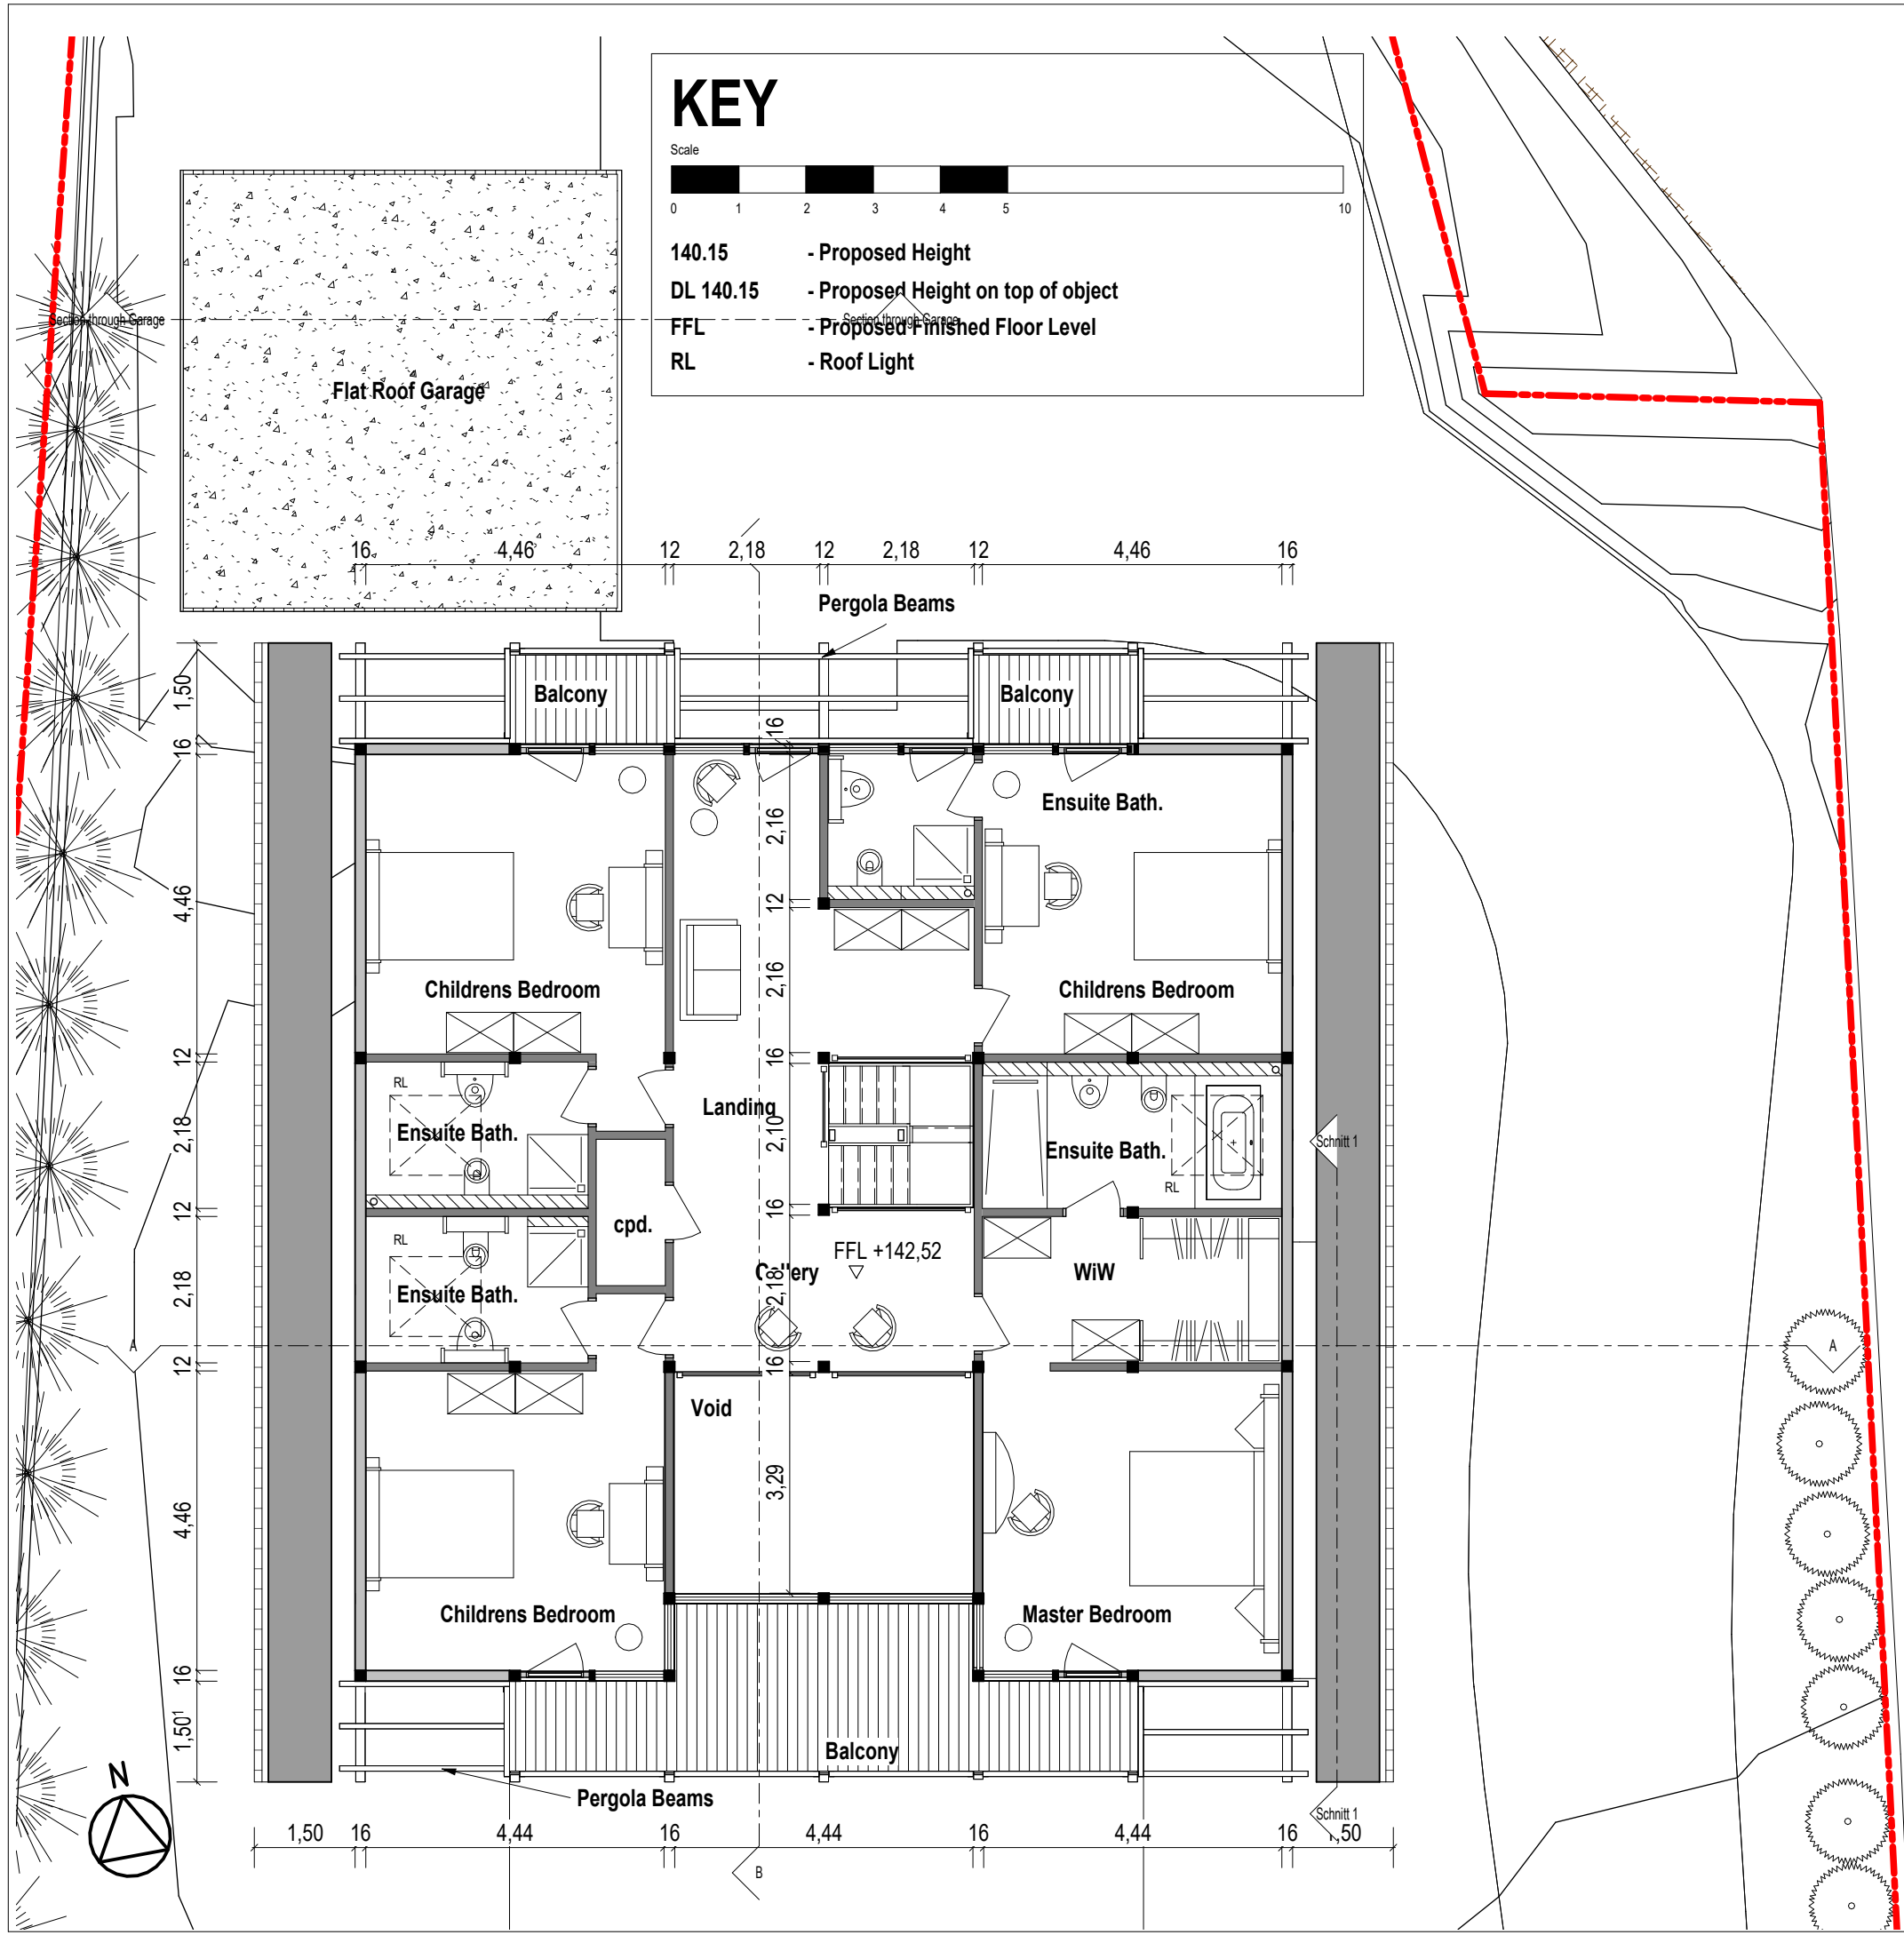 KEY
Scale
0 1 2 3 4 5 10
140.15 - Proposed Height
DL 140.15 - Proposed Height on top of object
Section through Garage
Section through Garage
FFL - Proposed Finished Floor Level
RL - Roof Light
Flat Roof Garage
16 4,46 12 2,18 12 2,18 12 4,46 16
Pergola Beams
1,50
Balcony
Balcony
16
16
Ensuite Bath.
2,16
4,46
12
2,16
Childrens Bedroom
Childrens Bedroom
12
16
RL
Landing
Ensuite Bath.
2,18
2,10
Ensuite Bath.
Schnitt 1
RL
12
16
cpd.
RL
FFL +142,52
2,18
WiW
2,18
Ensuite Bath.
A
A
12
16
Void
3,29
4,46
Childrens Bedroom
Master Bedroom
16
1,50¹
Balcony
N
Pergola Beams
Schnitt 1
1,50 16 4,44 16 4,44 16 4,44 16 1,50
B